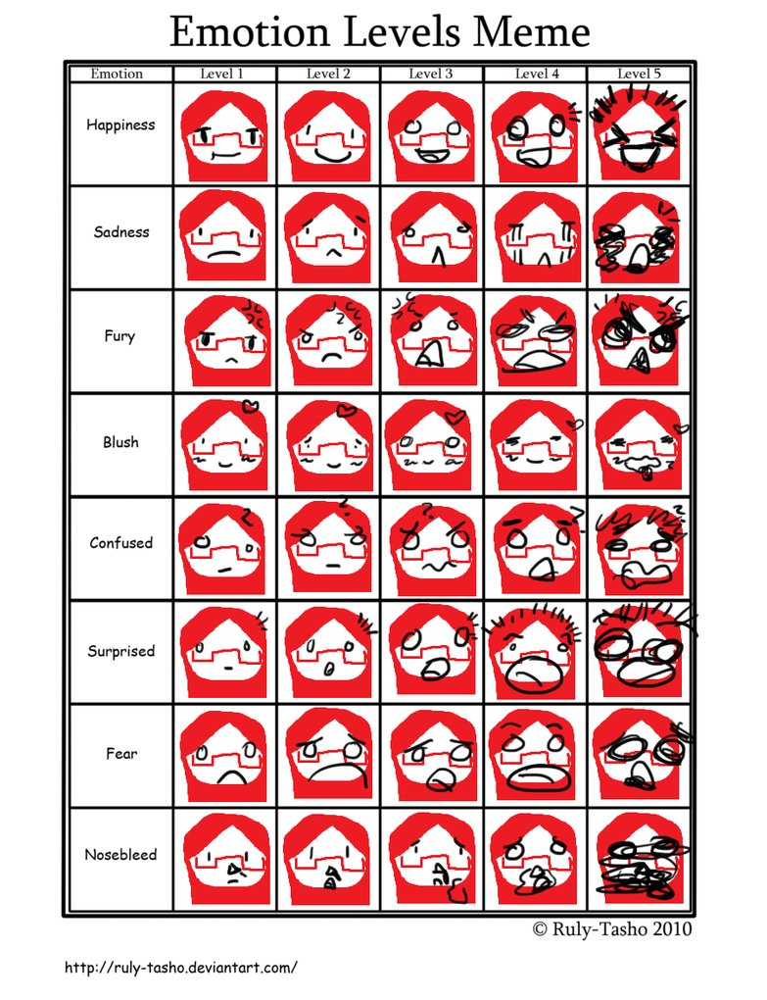 Emotion Levels Meme
Emotion Level 1 Level 2 Level 3 Level 4 Level 5
Happiness
Sadness
Fury
Blush
Confused
? ? ? ? ?
Surprised
Fear
Nosebleed
© Ruly-Tasho 2010
http://ruly-tasho.deviantart.com/